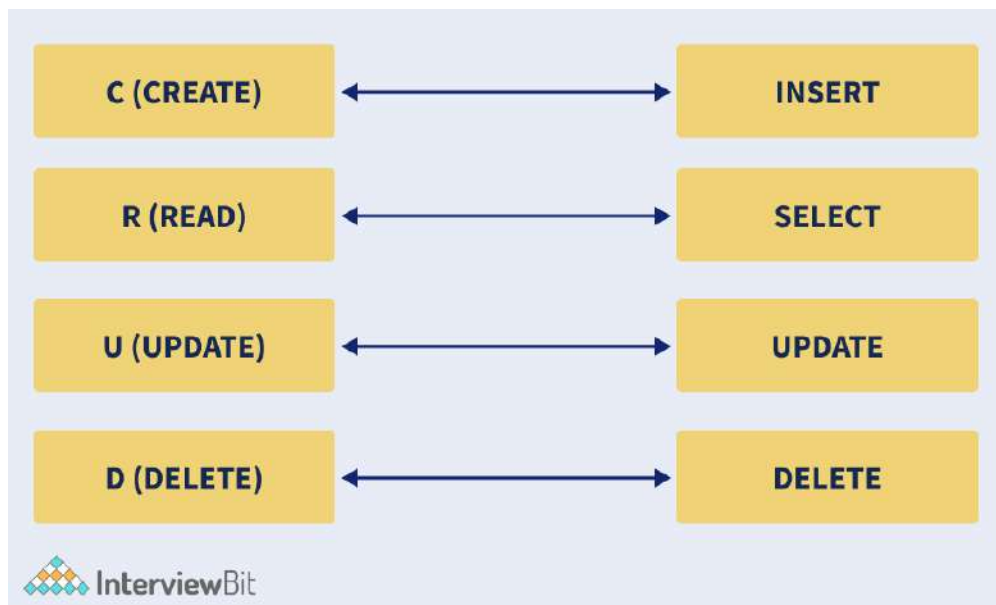 C (CREATE) INSERT
R (READ) SELECT
U (UPDATE) UPDATE
D (DELETE) DELETE
InterviewBit